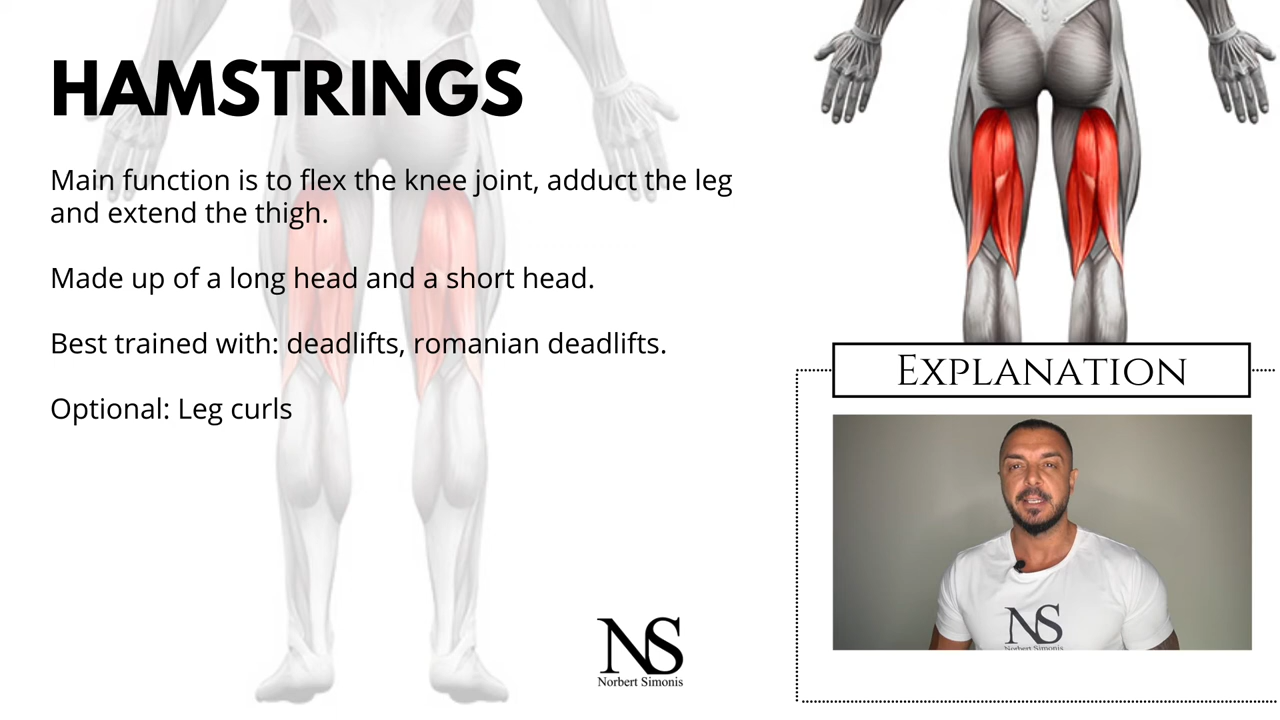 HAMSTRINGS
Main function is to flex the knee joint, adduct the leg
and extend the thigh.
Made up of a long head and a short head.
Best trained with: deadlifts, romanian deadlifts.
Optional: Leg curls
NS
Norbert Simonis
EXPLANATION
NS
Norbert Simonis